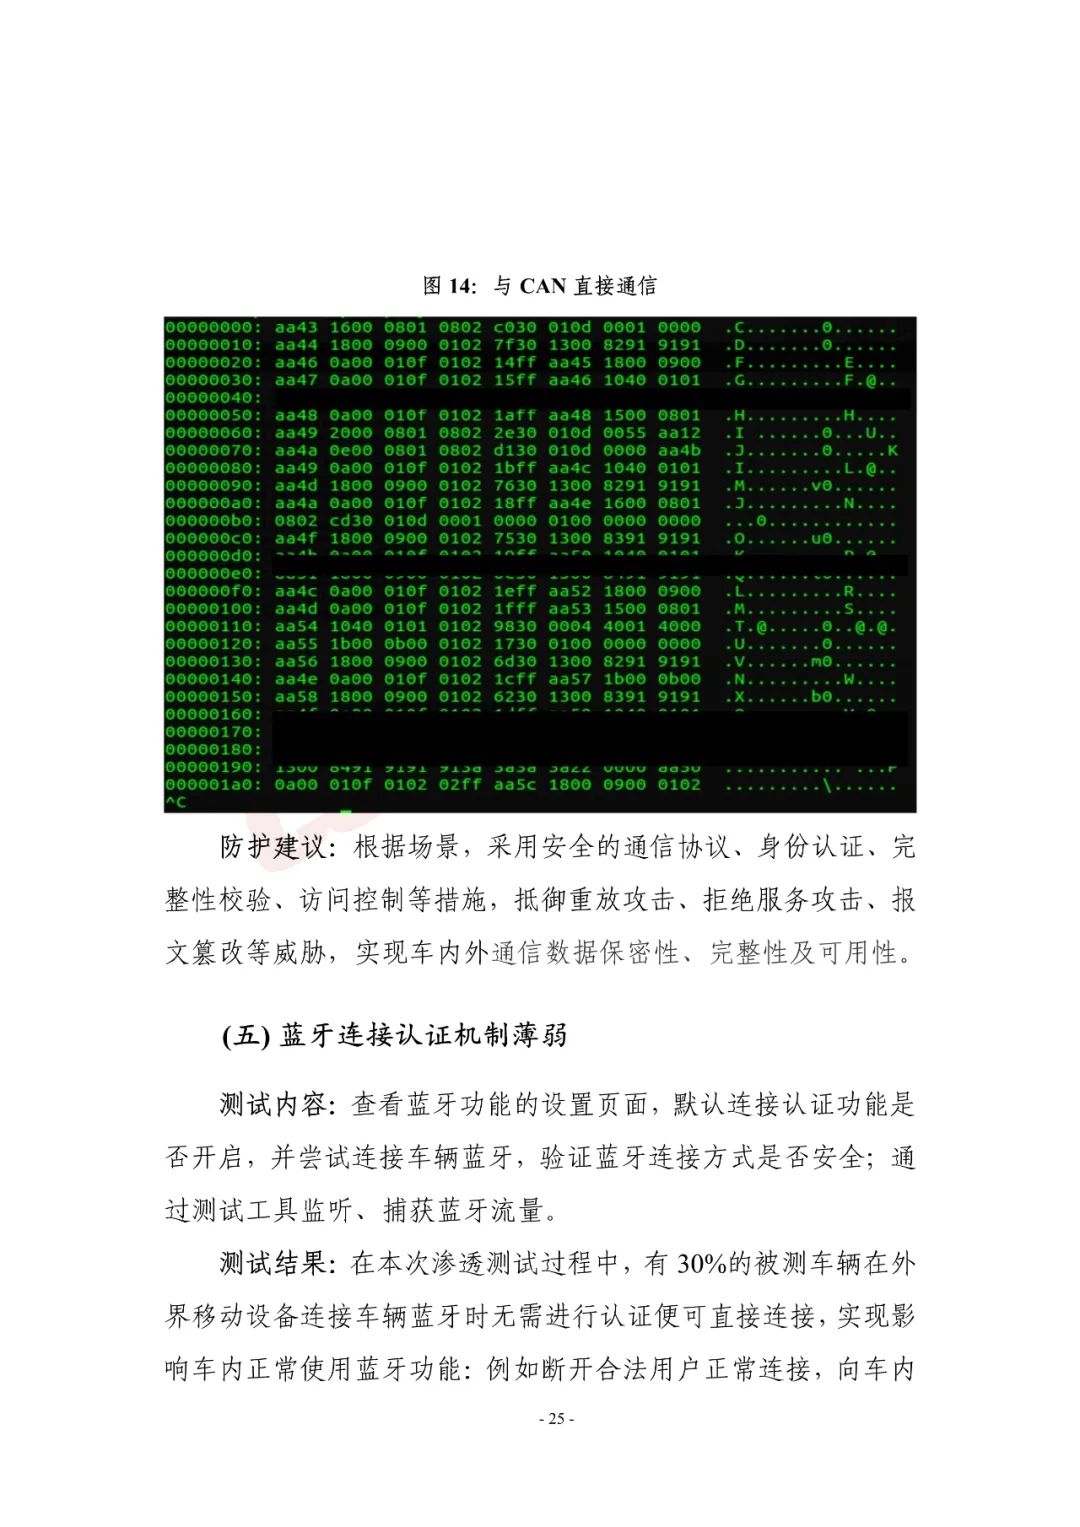 图 14：与 CAN 直接通信
00000000: aa43 1600 0801 0802 c030 010d 0001 0000 .C.......0......
00000010: aa44 1800 0900 0102 7f30 1300 8291 9191 .D.......0......
00000020: aa46 0a00 010f 0102 14ff aa45 1800 0900 .F.........E....
00000030: aa47 0a00 010f 0102 15ff aa46 1040 0101 .G.........F.@..
00000040:
00000050: aa48 0a00 010f 0102 1aff aa48 1500 0801 .H.........H....
00000060: aa49 2000 0801 0802 2e30 010d 0055 aa12 .I ......0...U..
00000070: aa4a 0e00 0801 0802 d130 010d 0000 aa4b .J.......0.....K
00000080: aa49 0a00 010f 0102 1bff aa4c 1040 0101 .I.........L.@..
00000090: aa4d 1800 0900 0102 7630 1300 8291 9191 .M......v0......
000000a0: aa4a 0a00 010f 0102 18ff aa4e 1600 0801 .J.........N....
000000b0: 0802 cd30 010d 0001 0000 0100 0000 0000 ...0............
000000c0: aa4f 1800 0900 0102 7530 1300 8391 9191 .O......u0......
000000d0:
000000e0:
000000f0: aa4c 0a00 010f 0102 1eff aa52 1800 0900 .L.........R....
00000100: aa4d 0a00 010f 0102 1fff aa53 1500 0801 .M.........S....
00000110: aa54 1040 0101 0102 9830 0004 4001 4000 .T.@.....0..@.@.
00000120: aa55 1b00 0b00 0102 1730 0100 0000 0000 .U.......0......
00000130: aa56 1800 0900 0102 6d30 1300 8291 9191 .V......m0......
00000140: aa4e 0a00 010f 0102 1cff aa57 1b00 0b00 .N.........W....
00000150: aa58 1800 0900 0102 6230 1300 8391 9191 .X......b0......
00000160:
00000170:
00000180:
00000190: 1300 8491 9191 913a 3a3a 3a22 0000 aa50
000001a0: 0a00 010f 0102 02ff aa5c 1800 0900 0102 .........\......
^C
防护建议：根据场景，采用安全的通信协议、身份认证、完
整性校验、访问控制等措施，抵御重放攻击、拒绝服务攻击、报
文篡改等威胁，实现车内外通信数据保密性、完整性及可用性。
(五) 蓝牙连接认证机制薄弱
测试内容：查看蓝牙功能的设置页面，默认连接认证功能是
否开启，并尝试连接车辆蓝牙，验证蓝牙连接方式是否安全；通
过测试工具监听、捕获蓝牙流量。
测试结果：在本次渗透测试过程中，有 30%的被测车辆在外
界移动设备连接车辆蓝牙时无需进行认证便可直接连接，实现影
响车内正常使用蓝牙功能：例如断开合法用户正常连接，向车内
- 25 -